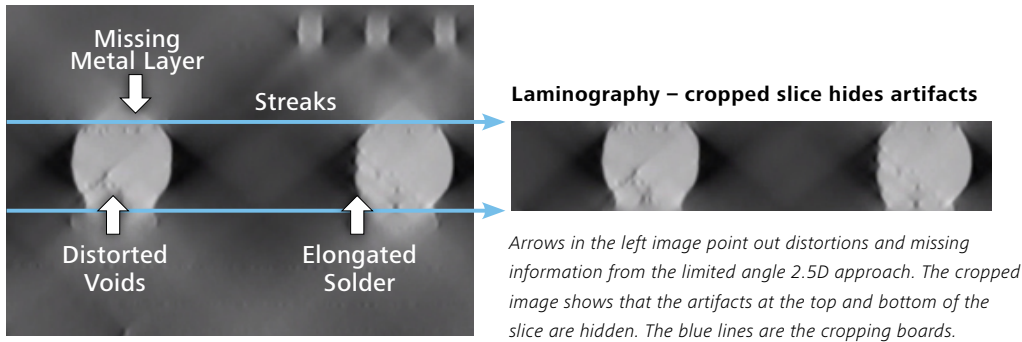 Missing
Metal Layer
Streaks
Distorted
Voids
Elongated
Solder
Laminography – cropped slice hides artifacts
Arrows in the left image point out distortions and missing
information from the limited angle 2.5D approach. The cropped
image shows that the artifacts at the top and bottom of the
slice are hidden. The blue lines are the cropping boards.